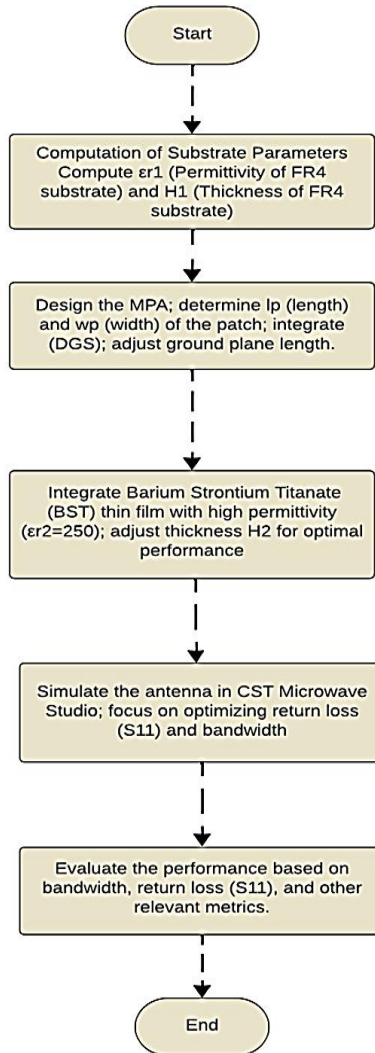 Start
Computation of Substrate Parameters
Compute εr1 (Permittivity of FR4
substrate) and H1 (Thickness of FR4
substrate)
Design the MPA; determine lp (length)
and wp (width) of the patch; integrate
(DGS); adjust ground plane length.
Integrate Barium Strontium Titanate
(BST) thin film with high permittivity
(εr2=250); adjust thickness H2 for optimal
performance
Simulate the antenna in CST Microwave
Studio; focus on optimizing return loss
(S11) and bandwidth
Evaluate the performance based on
bandwidth, return loss (S11), and other
relevant metrics.
End